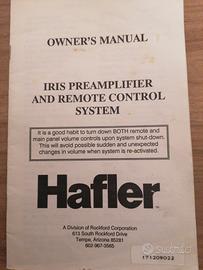 OWNER'S MANUAL
IRIS PREAMPLIFIER
AND REMOTE CONTROL
SYSTEM
It is a good habit to turn down BOTH remote and
main panel volume controls upon system shut-down.
This will avoid possible sudden and unexpected
changes in volume when system is re-activated.
Hafler
A Division of Rockford Corporation
613 South Rockford Drive
Tempe, Arizona 85281
602-967-3565
171209022